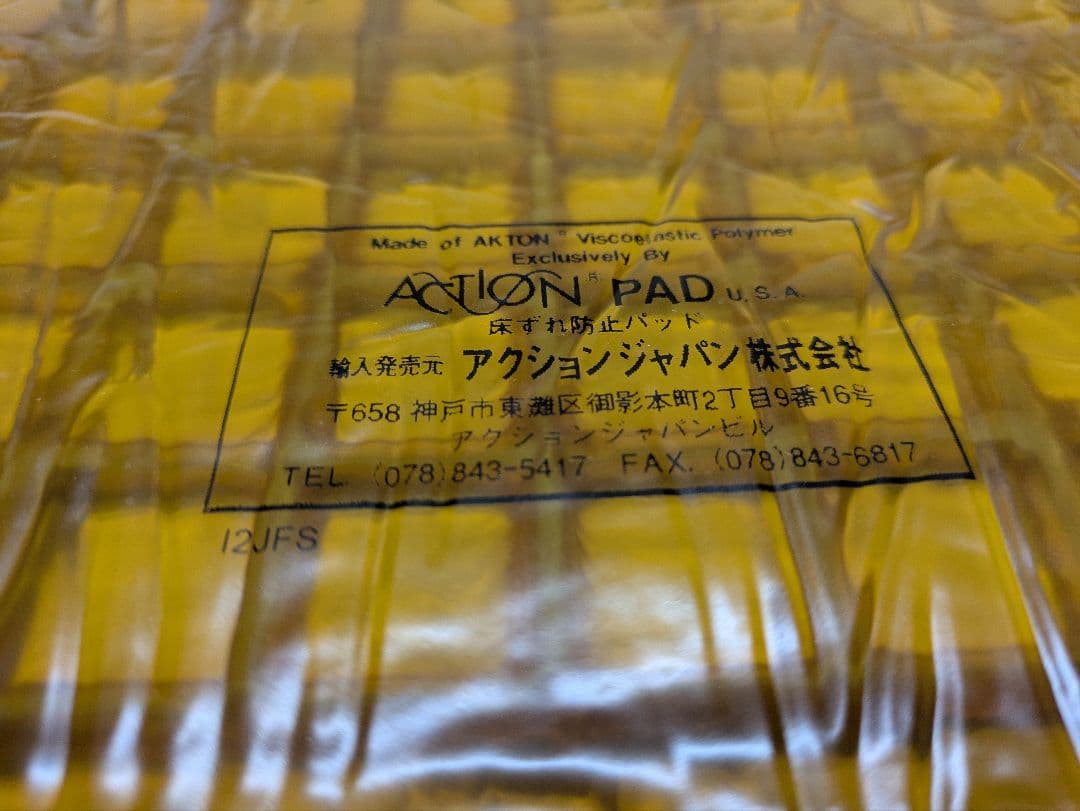 Made of AKTON® Viscoelastic Polymer
Exclusively By
ACTION® PAD U.S.A.
床ずれ防止パッド
輸入発売元 アクションジャパン株式会社
〒658 神戸市東灘区御影本町2丁目9番16号
アクションジャパンビル
TEL. (078)843-5417 FAX. (078)843-6817
12JFS